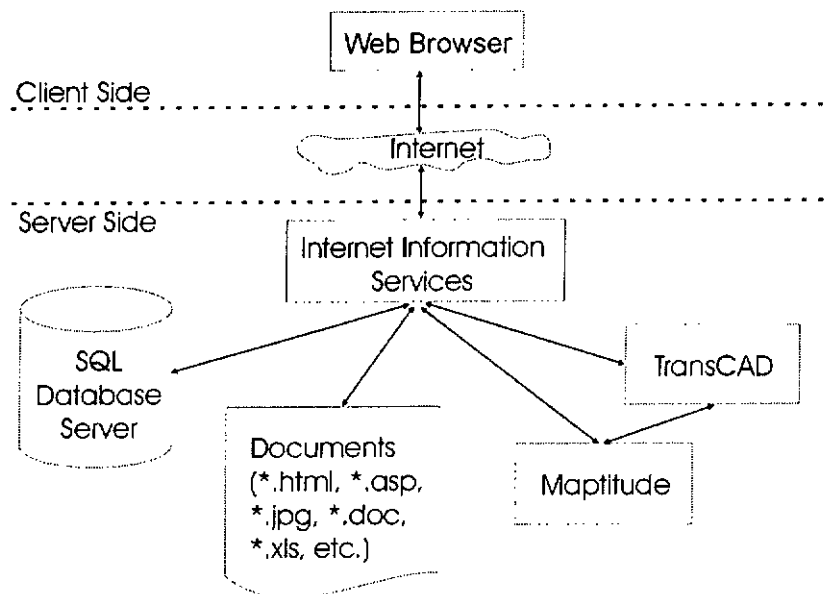 Web Browser
Client Side
Internet
Server Side
Internet Information
Services
SQL
Database
Server
TransCAD
Documents
(*.html, *.asp,
*.jpg, *.doc,
*.xls, etc.)
Maptitude